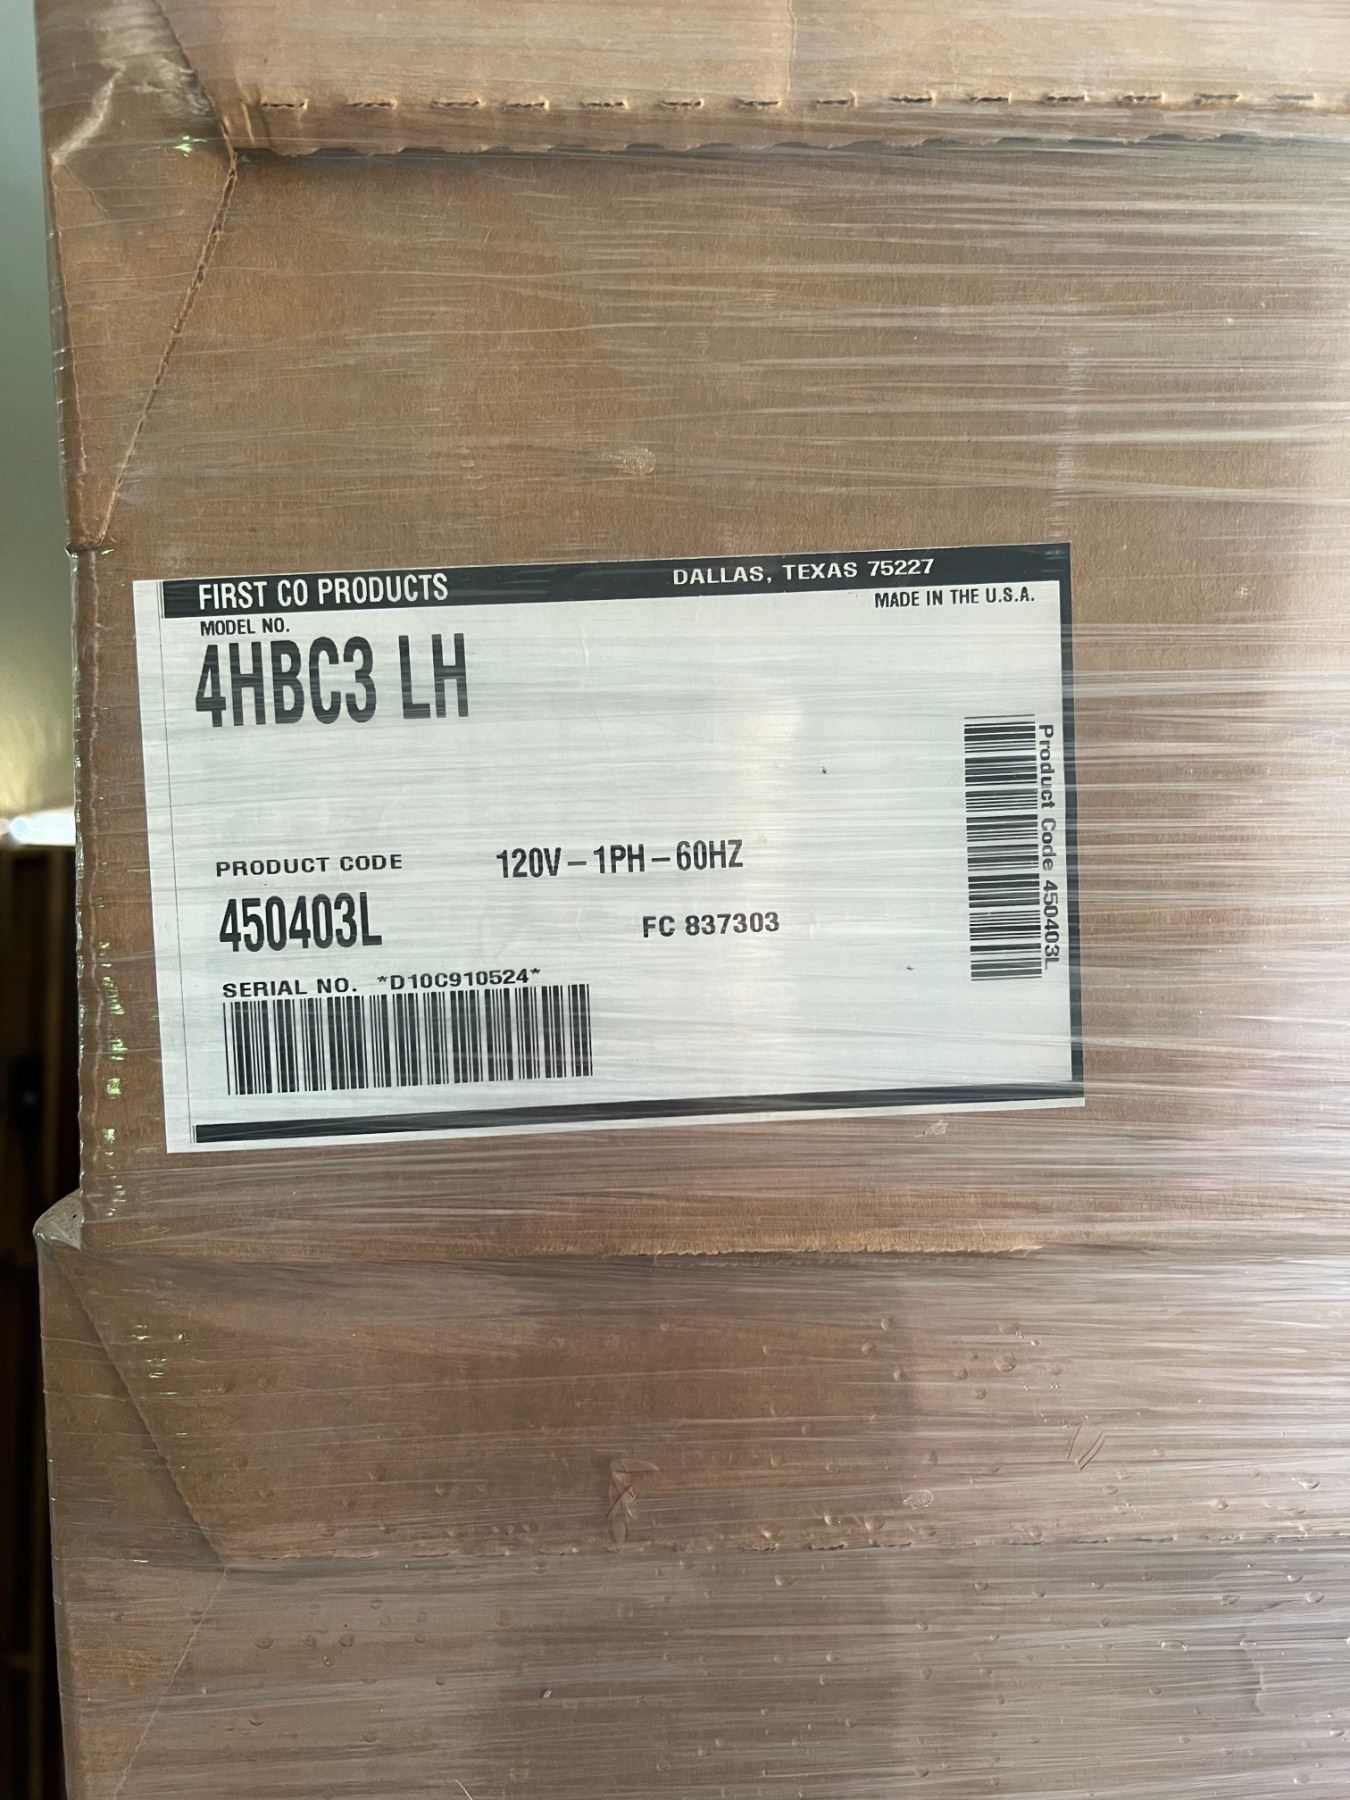 FIRST CO PRODUCTS DALLAS, TEXAS 75227
MADE IN THE U.S.A.
MODEL NO.
4HBC3 LH
PRODUCT CODE 120V – 1PH – 60HZ
450403L FC 837303
SERIAL NO. *D10C910524*
Product Code 450403L